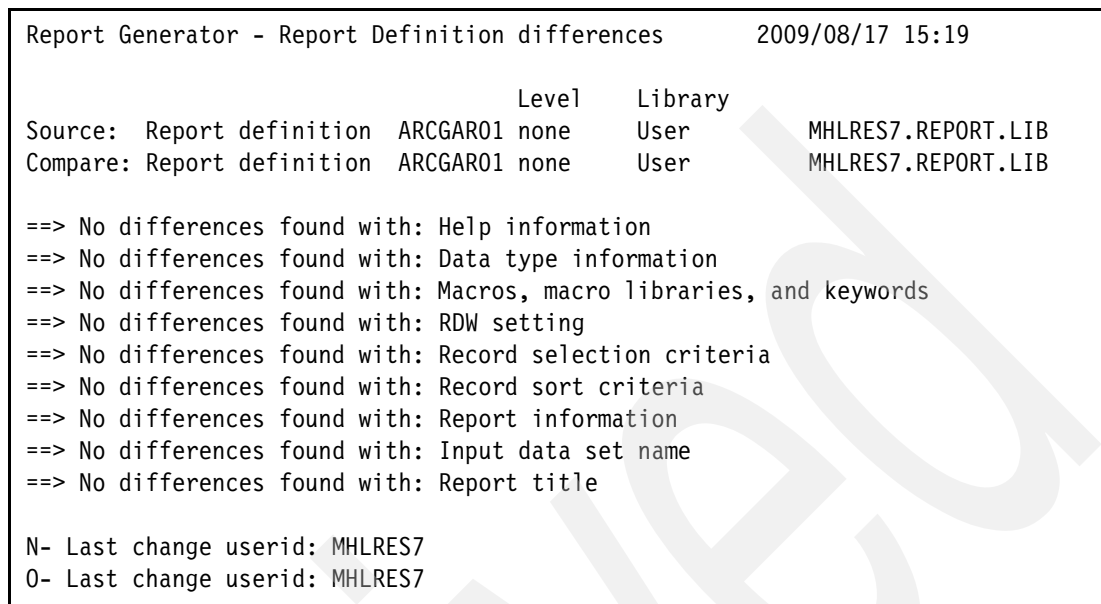 Report Generator - Report Definition differences 2009/08/17 15:19
Level Library
Source: Report definition ARCGAR01 none User MHLRES7.REPORT.LIB
Compare: Report definition ARCGAR01 none User MHLRES7.REPORT.LIB
==> No differences found with: Help information
==> No differences found with: Data type information
==> No differences found with: Macros, macro libraries, and keywords
==> No differences found with: RDW setting
==> No differences found with: Record selection criteria
==> No differences found with: Record sort criteria
==> No differences found with: Report information
==> No differences found with: Input data set name
==> No differences found with: Report title
N- Last change userid: MHLRES7
O- Last change userid: MHLRES7